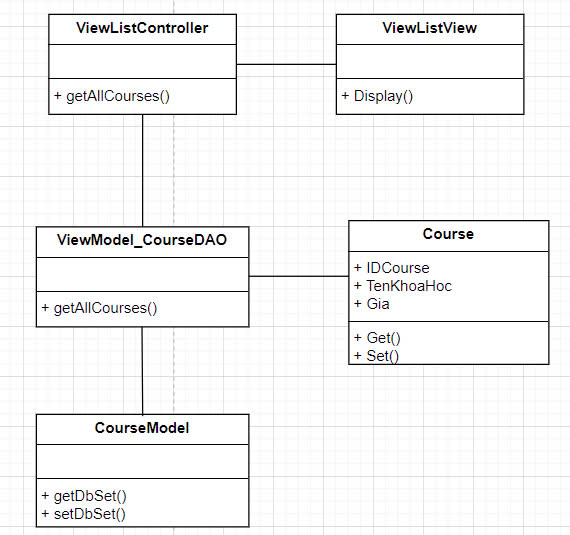 ViewListController
+ getAllCourses()
ViewListView
+ Display()
ViewModel_CourseDAO
+ getAllCourses()
Course
+ IDCourse
+ TenKhoaHoc
+ Gia
+ Get()
+ Set()
CourseModel
+ getDbSet()
+ setDbSet()